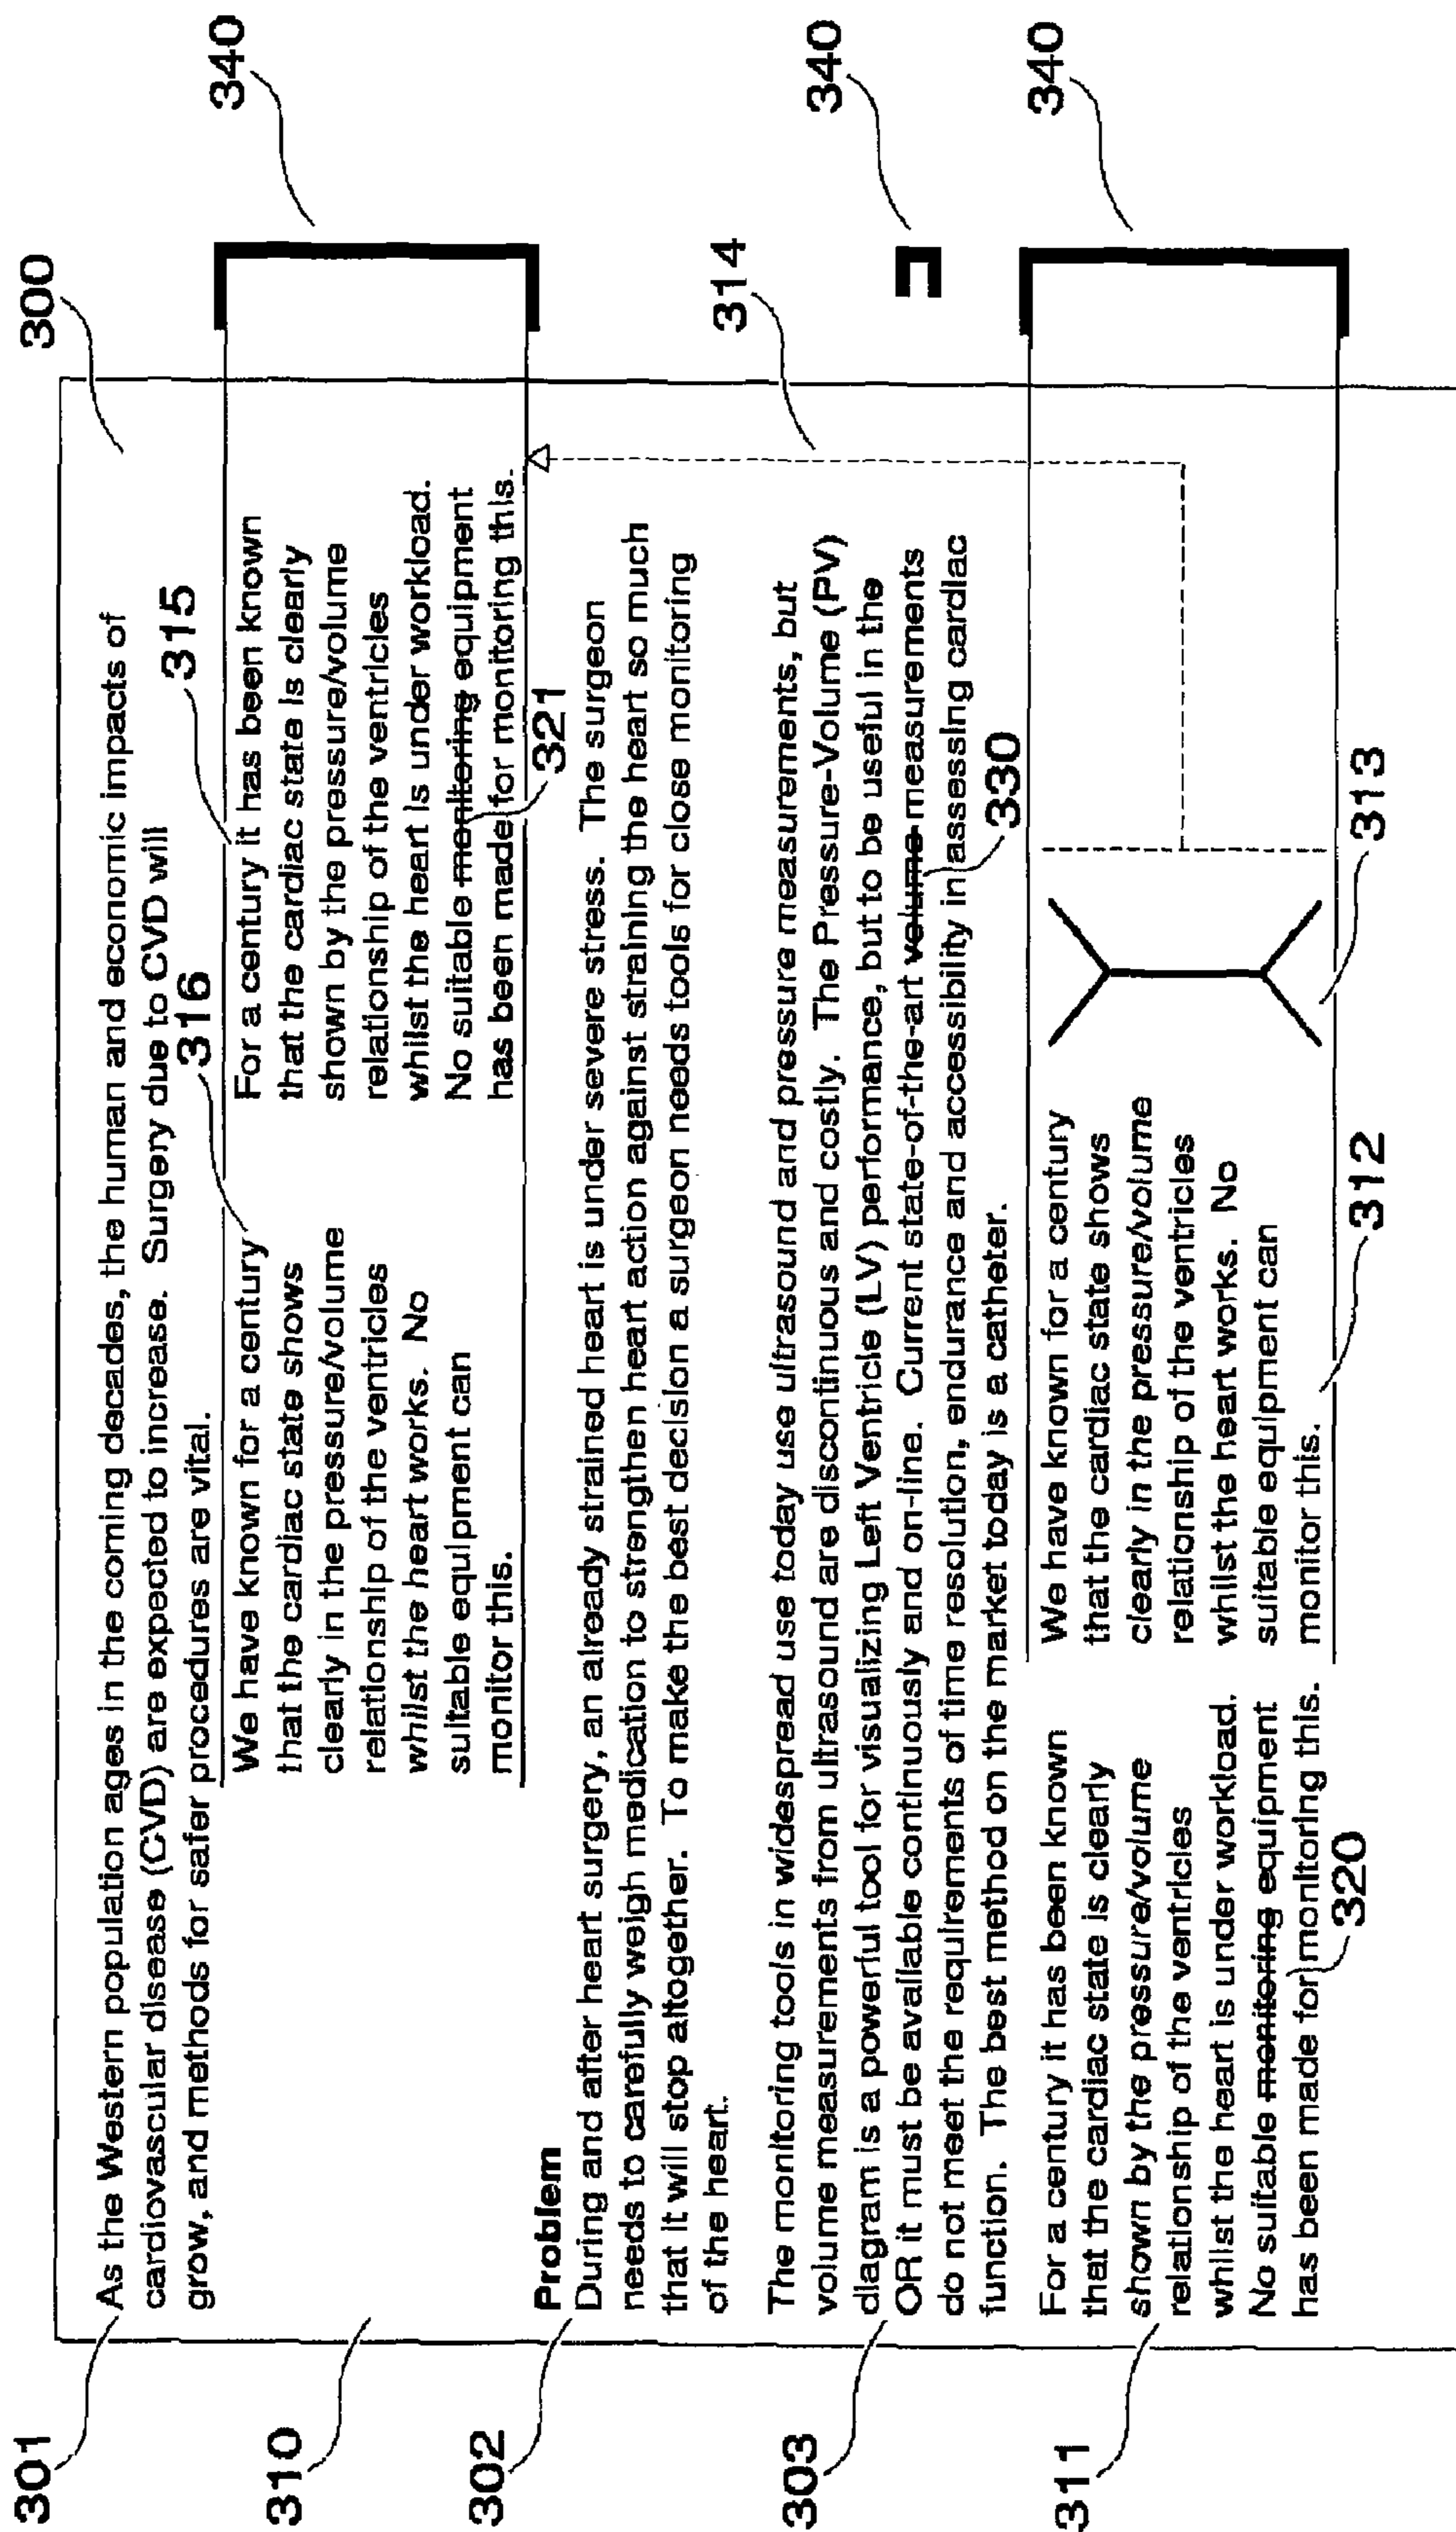 300
340
301
As the Western population ages in the coming decades, the human and economic impacts of
cardiovascular disease (CVD) are expected to increase. Surgery due to CVD will
grow, and methods for safer procedures are vital.
316
315
310
We have known for a century
that the cardiac state shows
clearly in the pressure/volume
relationship of the ventricles
whilst the heart works. No
suitable equipment can
monitor this.
For a century it has been known
that the cardiac state is clearly
shown by the pressure/volume
relationship of the ventricles
whilst the heart is under workload.
No suitable monitoring equipment
has been made for monitoring this.
321
302
Problem
During and after heart surgery, an already strained heart is under severe stress. The surgeon
needs to carefully weigh medication to strengthen heart action against straining the heart so much
that it will stop altogether. To make the best decision a surgeon needs tools for close monitoring
of the heart.
314
340
303
The monitoring tools in widespread use today use ultrasound and pressure measurements, but
volume measurements from ultrasound are discontinuous and costly. The Pressure-Volume (PV)
diagram is a powerful tool for visualizing Left Ventricle (LV) performance, but to be useful in the
OR it must be available continuously and on-line. Current state-of-the-art volume measurements
do not meet the requirements of time resolution, endurance and accessibility in assessing cardiac
function. The best method on the market today is a catheter.
330
340
311
For a century it has been known
that the cardiac state is clearly
shown by the pressure/volume
relationship of the ventricles
whilst the heart is under workload.
No suitable monitoring equipment
has been made for monitoring this.
320
We have known for a century
that the cardiac state shows
clearly in the pressure/volume
relationship of the ventricles
whilst the heart works. No
suitable equipment can
monitor this.
312
313